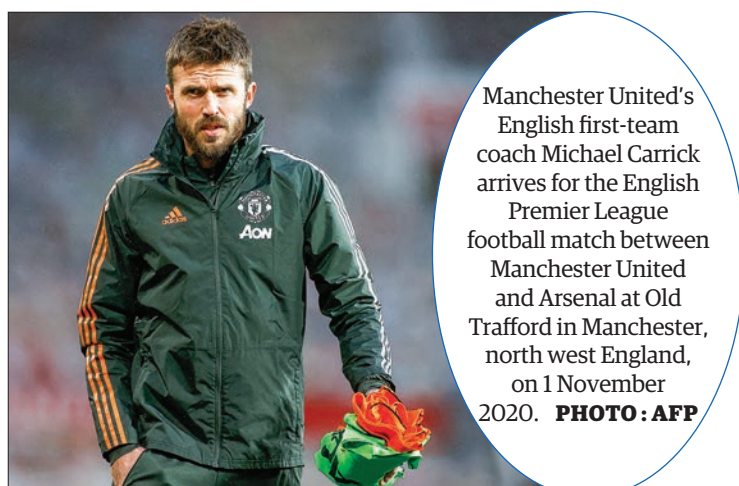 adidas
AON
Manchester United’s
English first-team
coach Michael Carrick
arrives for the English
Premier League
football match between
Manchester United
and Arsenal at Old
Trafford in Manchester,
north west England,
on 1 November
2020. PHOTO : AFP